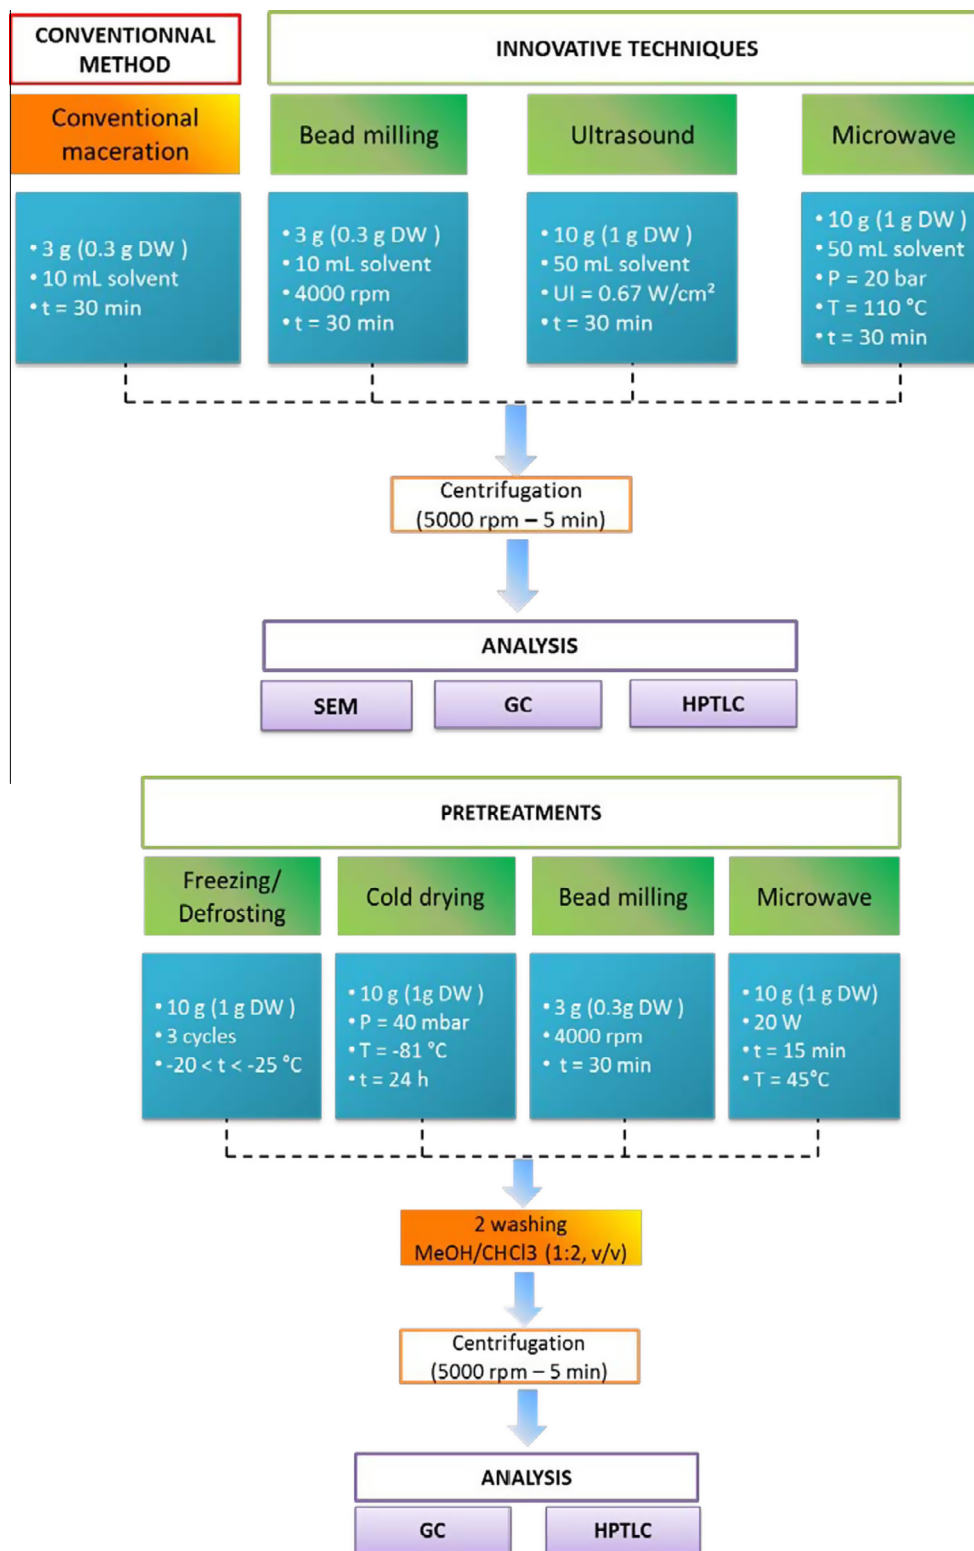 CONVENTIONNAL
METHOD
INNOVATIVE TECHNIQUES
Conventional
maceration
Bead milling
Ultrasound
Microwave
• 3 g (0.3 g DW )
• 10 mL solvent
• t = 30 min
• 3 g (0.3 g DW )
• 10 mL solvent
• 4000 rpm
• t = 30 min
• 10 g (1 g DW )
• 50 mL solvent
• UI = 0.67 W/cm²
• t = 30 min
• 10 g (1 g DW )
• 50 mL solvent
• P = 20 bar
• T = 110 °C
• t = 30 min
Centrifugation
(5000 rpm – 5 min)
ANALYSIS
SEM
GC
HPTLC
PRETREATMENTS
Freezing/
Defrosting
Cold drying
Bead milling
Microwave
• 10 g (1 g DW )
• 3 cycles
• -20 < t < -25 °C
• 10 g (1g DW )
• P = 40 mbar
• T = -81 °C
• t = 24 h
• 3 g (0.3g DW )
• 4000 rpm
• t = 30 min
• 10 g (1 g DW)
• 20 W
• t = 15 min
• T = 45°C
2 washing
MeOH/CHCl3 (1:2, v/v)
Centrifugation
(5000 rpm – 5 min)
ANALYSIS
GC
HPTLC